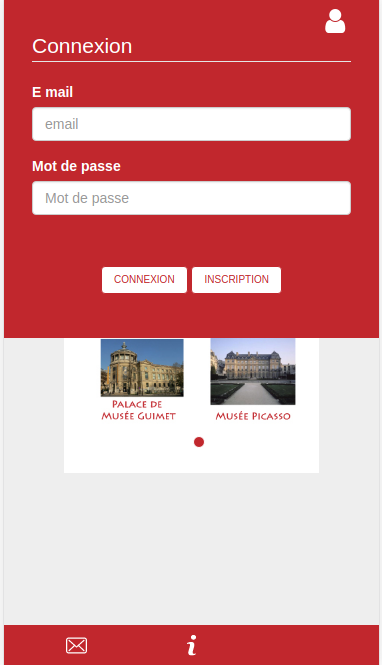 Connexion
E mail
email
Mot de passe
Mot de passe
CONNEXION INSCRIPTION
PALACE DE
MUSÉE GUIMET
MUSÉE PICASSO